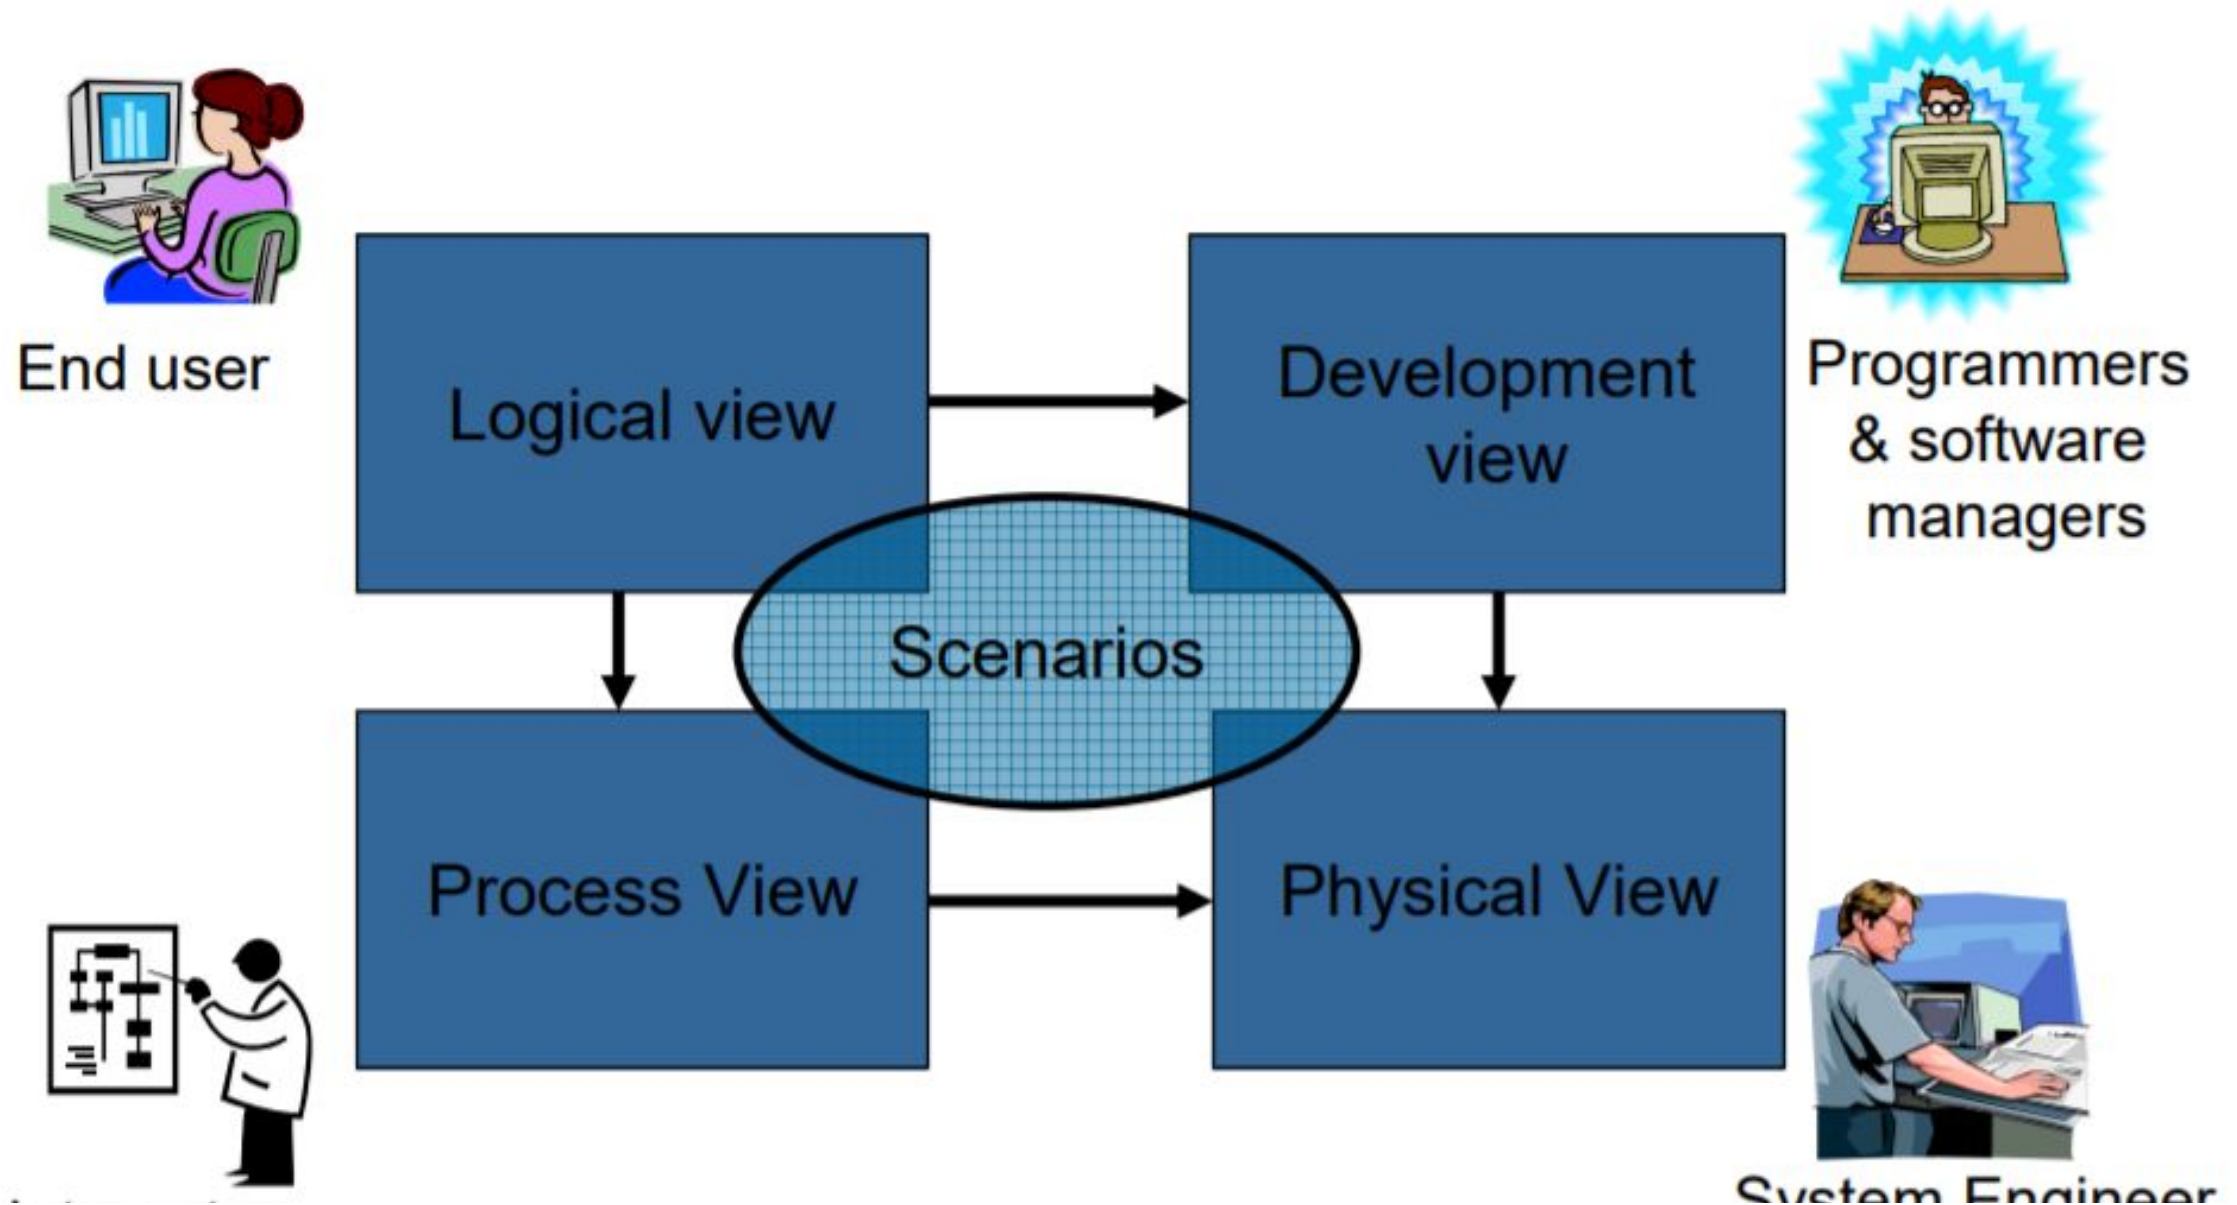 End user
Logical view
Development
view
Programmers
& software
managers
Scenarios
Process View
Physical View
System Engineer